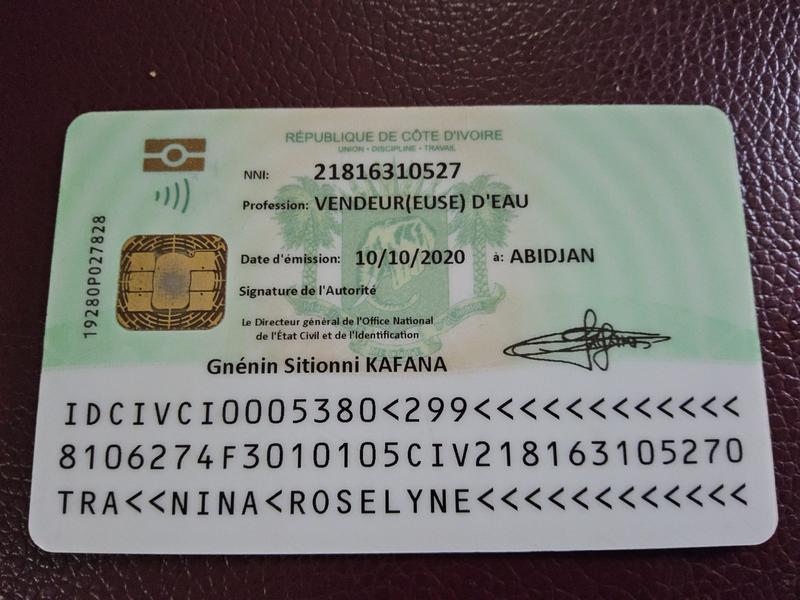 RÉPUBLIQUE DE CÔTE D'IVOIRE
UNION - DISCIPLINE - TRAVAIL
NNI: 21816310527
Profession: VENDEUR(EUSE) D'EAU
Date d'émission: 10/10/2020 à: ABIDJAN
Signature de l'Autorité
Le Directeur général de l'Office National
de l'État Civil et de l'Identification
Gnénin Sitionni KAFANA
19280P027828
IDCIVCI0005380<299<<<<<<<<<<<<
8106274F3010105CIV218163105270
TRA<<NINA<ROSELYNE<<<<<<<<<<<<